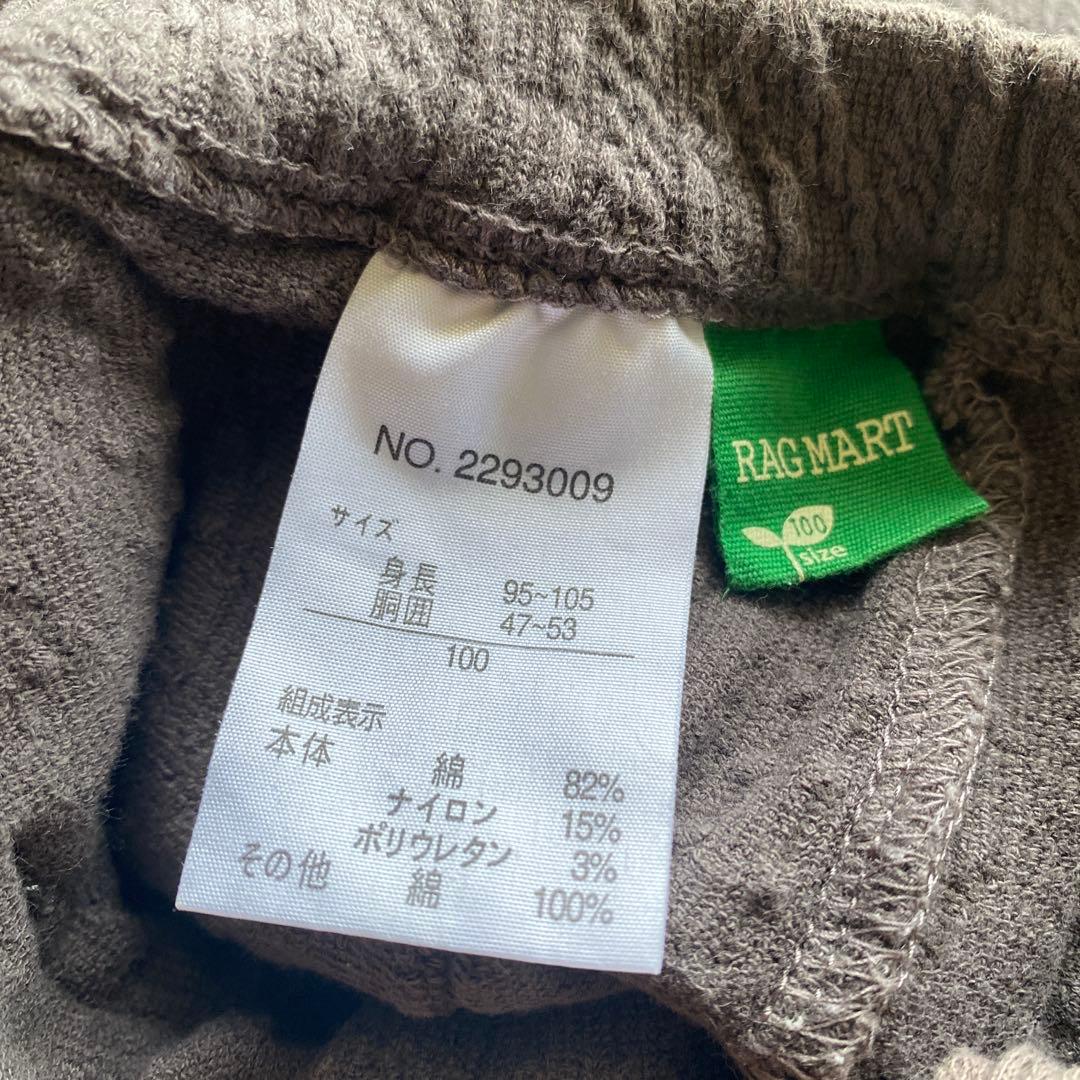 NO. 2293009
サイズ
身長 95~105
胴囲 47~53
100
組成表示
本体 綿 82%
ナイロン 15%
ポリウレタン 3%
その他 綿 100%
RAG MART
100
size